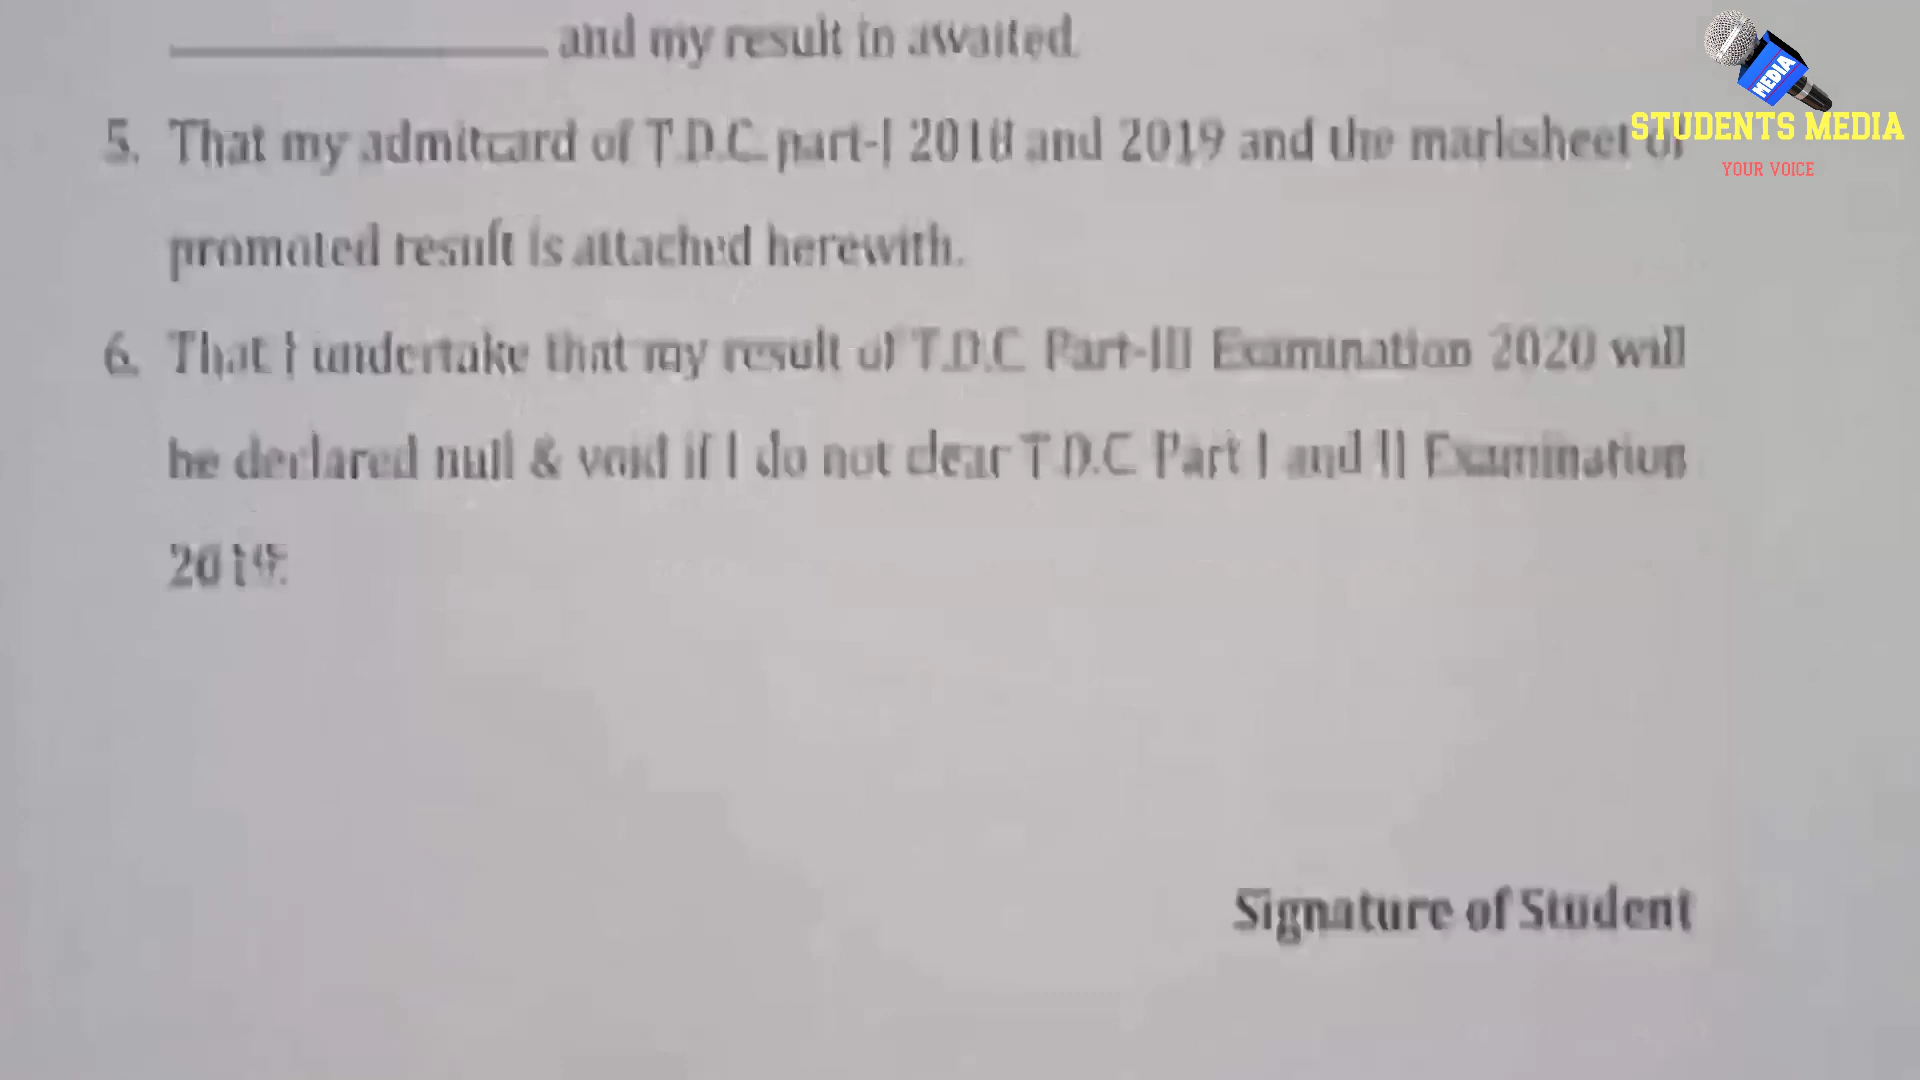 and my result in awaited.
MEDIA
STUDENTS MEDIA
YOUR VOICE
5. That my admitcard of T.D.C. part-I 2018 and 2019 and the marksheet of
promoted result is attached herewith.
6. That I undertake that my result of T.D.C Part-III Examination 2020 will
be declared null & void if I do not clear T.D.C Part I and II Examination
2019.
Signature of Student